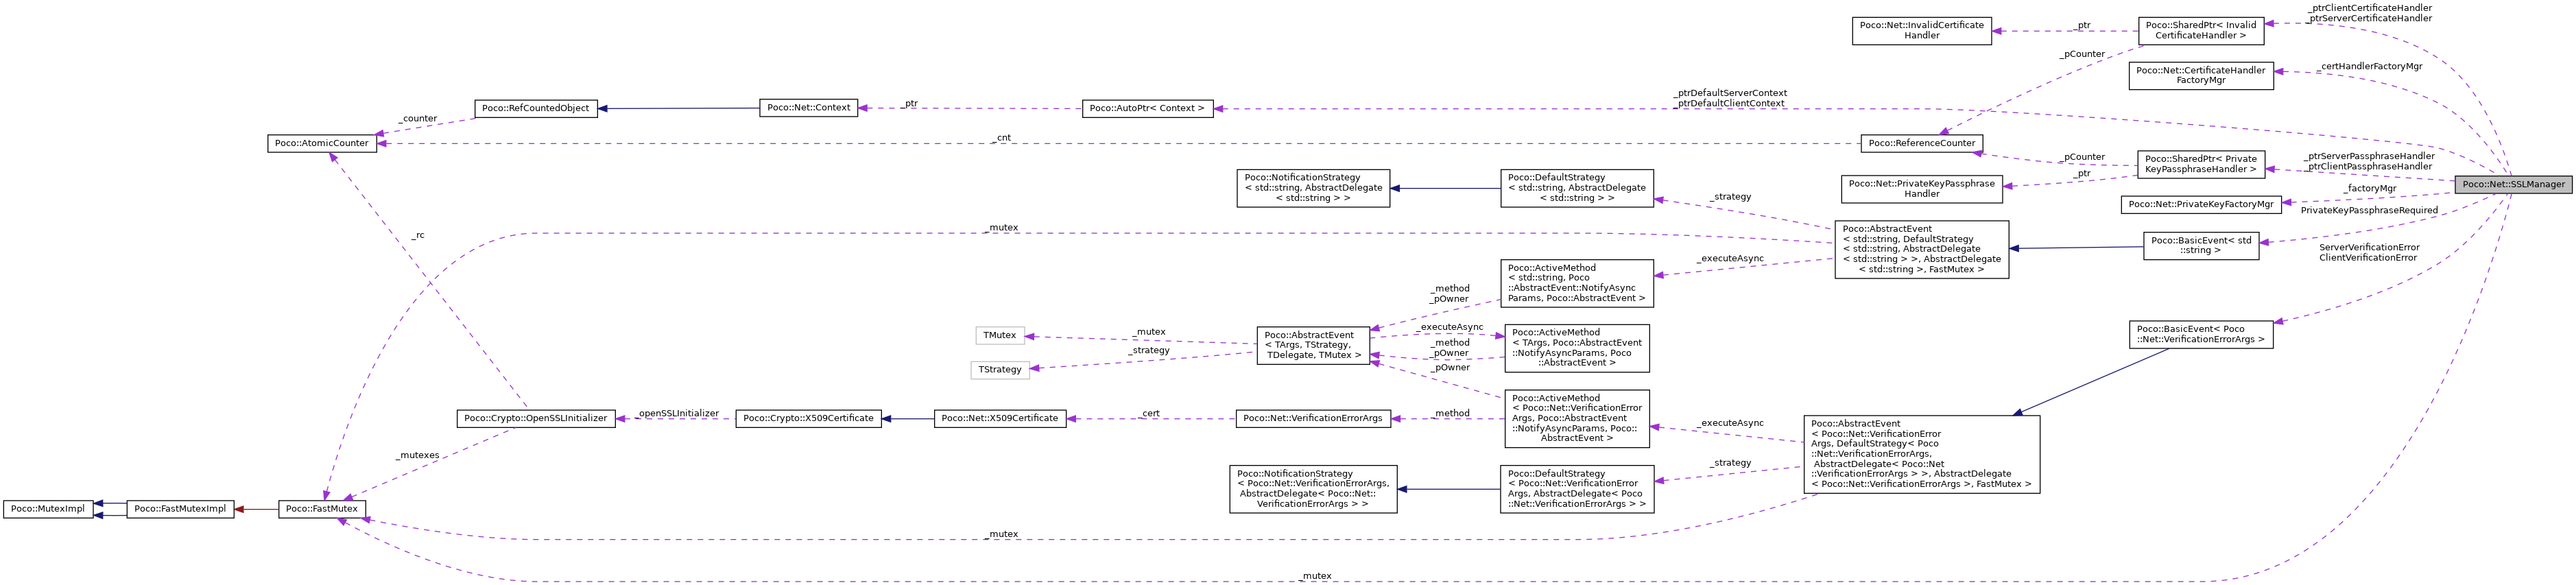 _ptrClientCertificateHandler
_ptrServerCertificateHandler
Poco::Net::InvalidCertificate
Handler
_ptr
Poco::SharedPtr< Invalid
CertificateHandler >
_pCounter
_certHandlerFactoryMgr
Poco::Net::CertificateHandler
FactoryMgr
_ptrDefaultServerContext
_ptrDefaultClientContext
Poco::RefCountedObject
Poco::Net::Context
_ptr
Poco::AutoPtr< Context >
_counter
Poco::AtomicCounter
_cnt
Poco::ReferenceCounter
_pCounter
Poco::SharedPtr< Private
KeyPassphraseHandler >
_ptrServerPassphraseHandler
_ptrClientPassphraseHandler
_ptr
Poco::Net::SSLManager
Poco::Net::PrivateKeyPassphrase
Handler
_factoryMgr
Poco::Net::PrivateKeyFactoryMgr
PrivateKeyPassphraseRequired
Poco::NotificationStrategy
< std::string, AbstractDelegate
< std::string > >
Poco::DefaultStrategy
< std::string, AbstractDelegate
< std::string > >
_strategy
_rc
_mutex
Poco::AbstractEvent
< std::string, DefaultStrategy
< std::string, AbstractDelegate
< std::string > >, AbstractDelegate
< std::string >, FastMutex >
Poco::BasicEvent< std
::string >
ServerVerificationError
ClientVerificationError
_executeAsync
Poco::ActiveMethod
< std::string, Poco
::AbstractEvent::NotifyAsync
Params, Poco::AbstractEvent >
_method
_pOwner
TMutex
_mutex
Poco::AbstractEvent
< TArgs, TStrategy,
TDelegate, TMutex >
_executeAsync
_method
_pOwner
Poco::ActiveMethod
< TArgs, Poco::AbstractEvent
::NotifyAsyncParams, Poco
::AbstractEvent >
Poco::BasicEvent< Poco
::Net::VerificationErrorArgs >
TStrategy
_strategy
_pOwner
Poco::Crypto::OpenSSLInitializer
_openSSLInitializer
Poco::Crypto::X509Certificate
Poco::Net::X509Certificate
_cert
Poco::Net::VerificationErrorArgs
_method
Poco::ActiveMethod
< Poco::Net::VerificationError
Args, Poco::AbstractEvent
::NotifyAsyncParams, Poco::
AbstractEvent >
_executeAsync
Poco::AbstractEvent
< Poco::Net::VerificationError
Args, DefaultStrategy< Poco
::Net::VerificationErrorArgs,
AbstractDelegate< Poco::Net
::VerificationErrorArgs > >, AbstractDelegate
< Poco::Net::VerificationErrorArgs >, FastMutex >
_mutexes
_strategy
Poco::NotificationStrategy
< Poco::Net::VerificationErrorArgs,
AbstractDelegate< Poco::Net::
VerificationErrorArgs > >
Poco::DefaultStrategy
< Poco::Net::VerificationError
Args, AbstractDelegate< Poco
::Net::VerificationErrorArgs > >
Poco::MutexImpl
Poco::FastMutexImpl
Poco::FastMutex
_mutex
_mutex